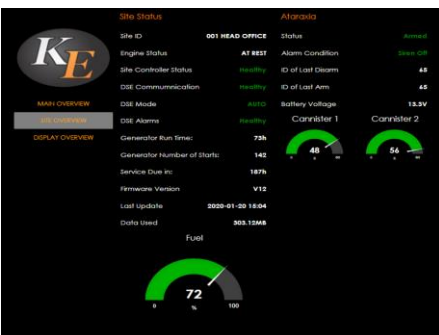 KE
Site Status
Site ID 001 HEAD OFFICE
Engine Status AT REST
Site Controller Status Healthy
DSE Commumnication Healthy
DSE Mode AUTO
DSE Alarms Healthy
Generator Run Time: 73h
Generator Number of Starts: 142
Service Due in: 187h
Firmware Version V12
Last Update 2020-01-20 15:04
Data Used 303.12MB
Ataraxia
Status Armed
Alarm Condition Siren Off
ID of Last Disarm 65
ID of Last Arm 65
Battery Voltage 13.5V
MAIN OVERVIEW
SITE OVERVIEW
DISPLAY OVERVIEW
Cannister 1 Cannister 2
48 56
Fuel
72
0 % 100